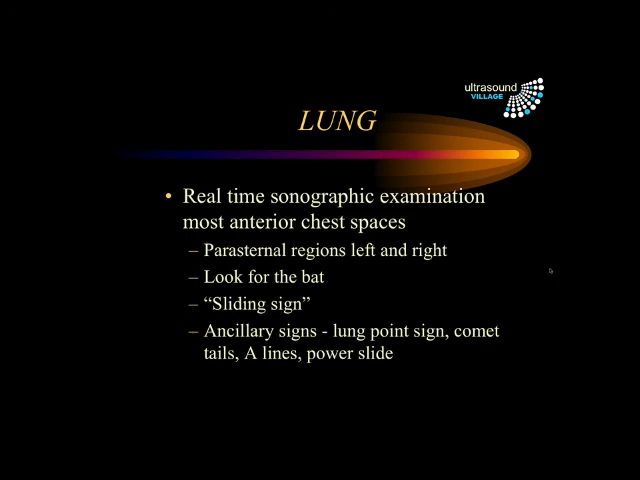 ultrasound
VILLAGE
LUNG
• Real time sonographic examination
most anterior chest spaces
– Parasternal regions left and right
– Look for the bat
– “Sliding sign”
– Ancillary signs - lung point sign, comet
tails, A lines, power slide